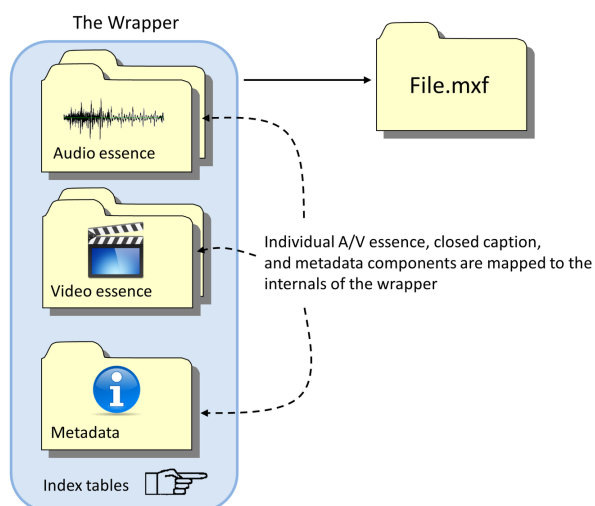 The Wrapper
File.mxf
Audio essence
Individual A/V essence, closed caption,
and metadata components are mapped to the
internals of the wrapper
Video essence
Metadata
Index tables